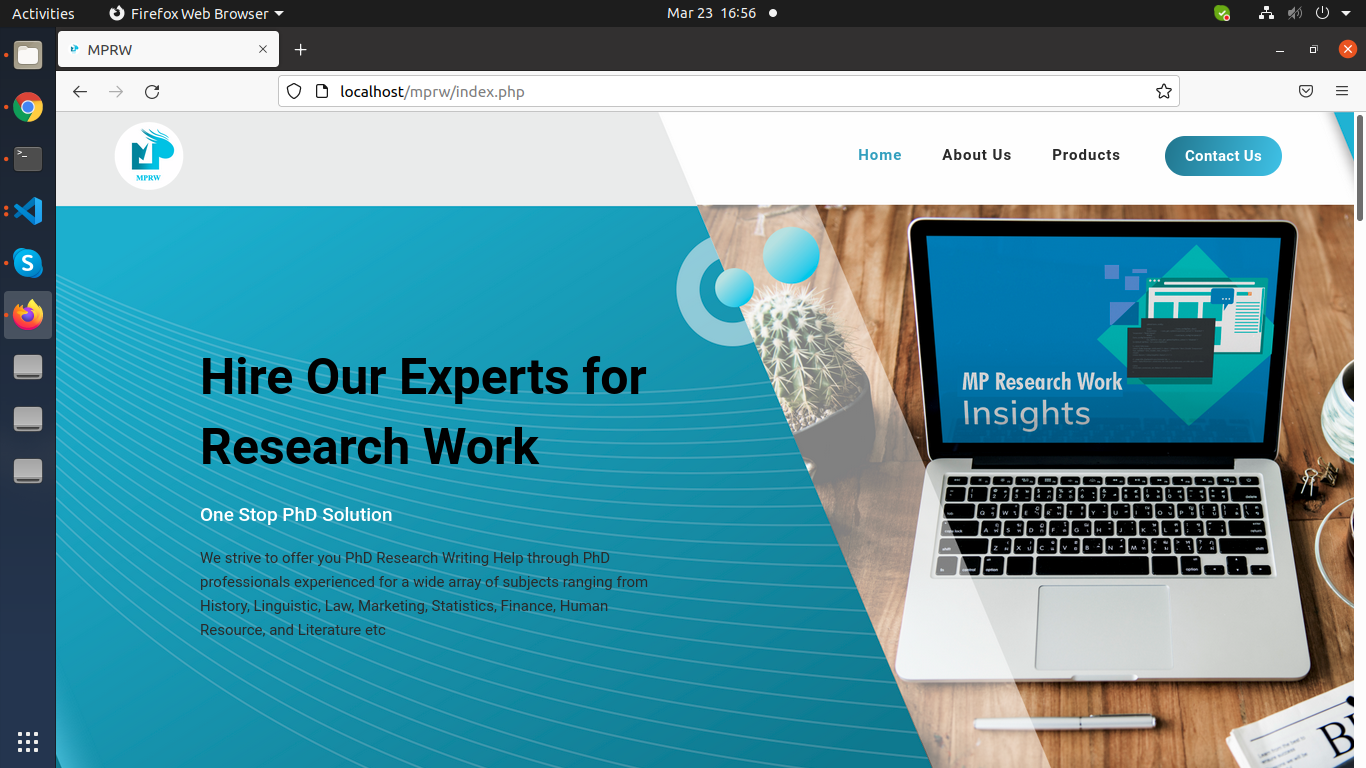 Activities
Firefox Web Browser
Mar 23 16:56
MPRW
localhost/mprw/index.php
MP
MPRW
Home
About Us
Products
Contact Us
Hire Our Experts for
Research Work
One Stop PhD Solution
We strive to offer you PhD Research Writing Help through PhD
professionals experienced for a wide array of subjects ranging from
History, Linguistic, Law, Marketing, Statistics, Finance, Human
Resource, and Literature etc
MP Research Work
Insights